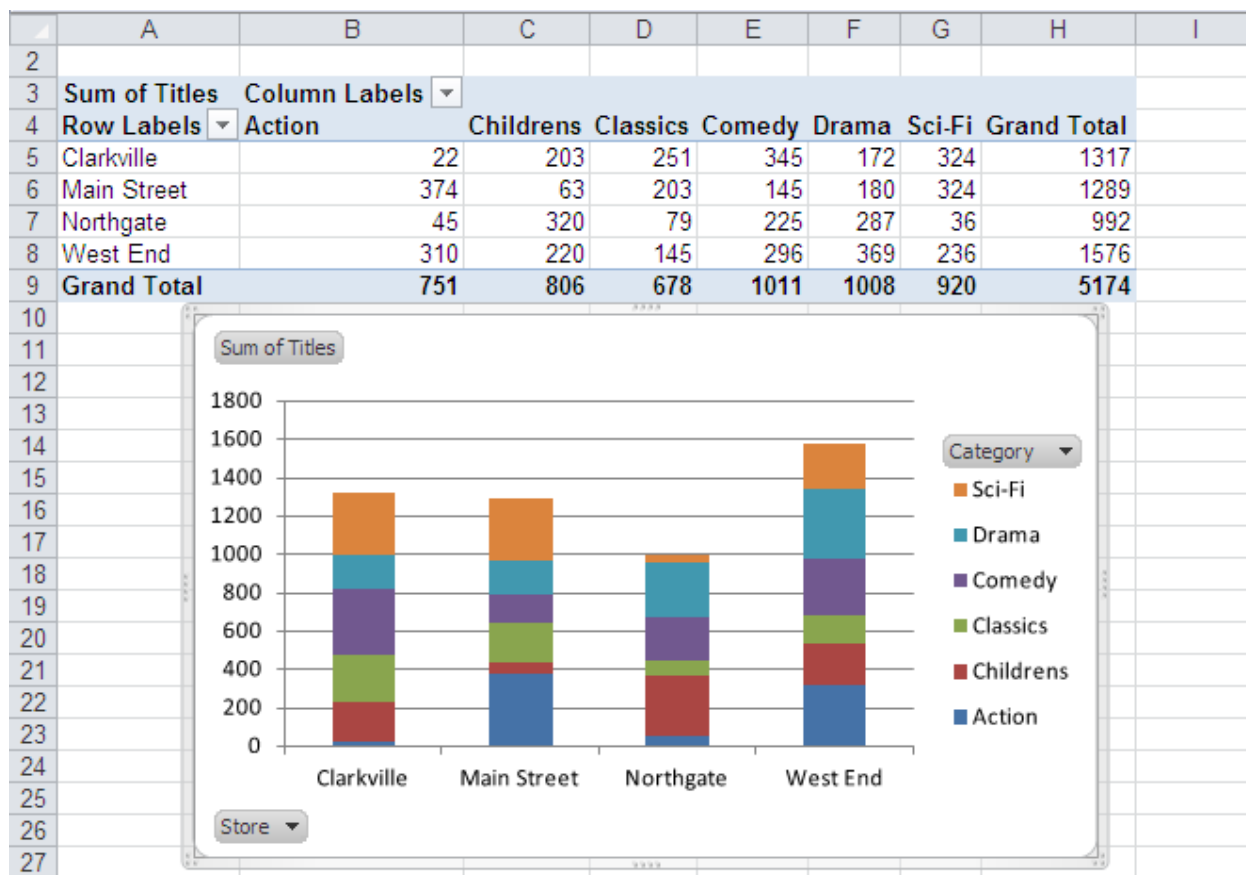 A B C D E F G H I
2
3 Sum of Titles Column Labels
4 Row Labels Action Childrens Classics Comedy Drama Sci-Fi Grand Total
5 Clarkville 22 203 251 345 172 324 1317
6 Main Street 374 63 203 145 180 324 1289
7 Northgate 45 320 79 225 287 36 992
8 West End 310 220 145 296 369 236 1576
9 Grand Total 751 806 678 1011 1008 920 5174
10
11 Sum of Titles
12
13 1800
14 1600 Category
15 1400 Sci-Fi
16 1200
17 1000 Drama
18 800 Comedy
19
20 600 Classics
21 400 Childrens
22 200 Action
23 0
24 Clarkville Main Street Northgate West End
25
26 Store
27